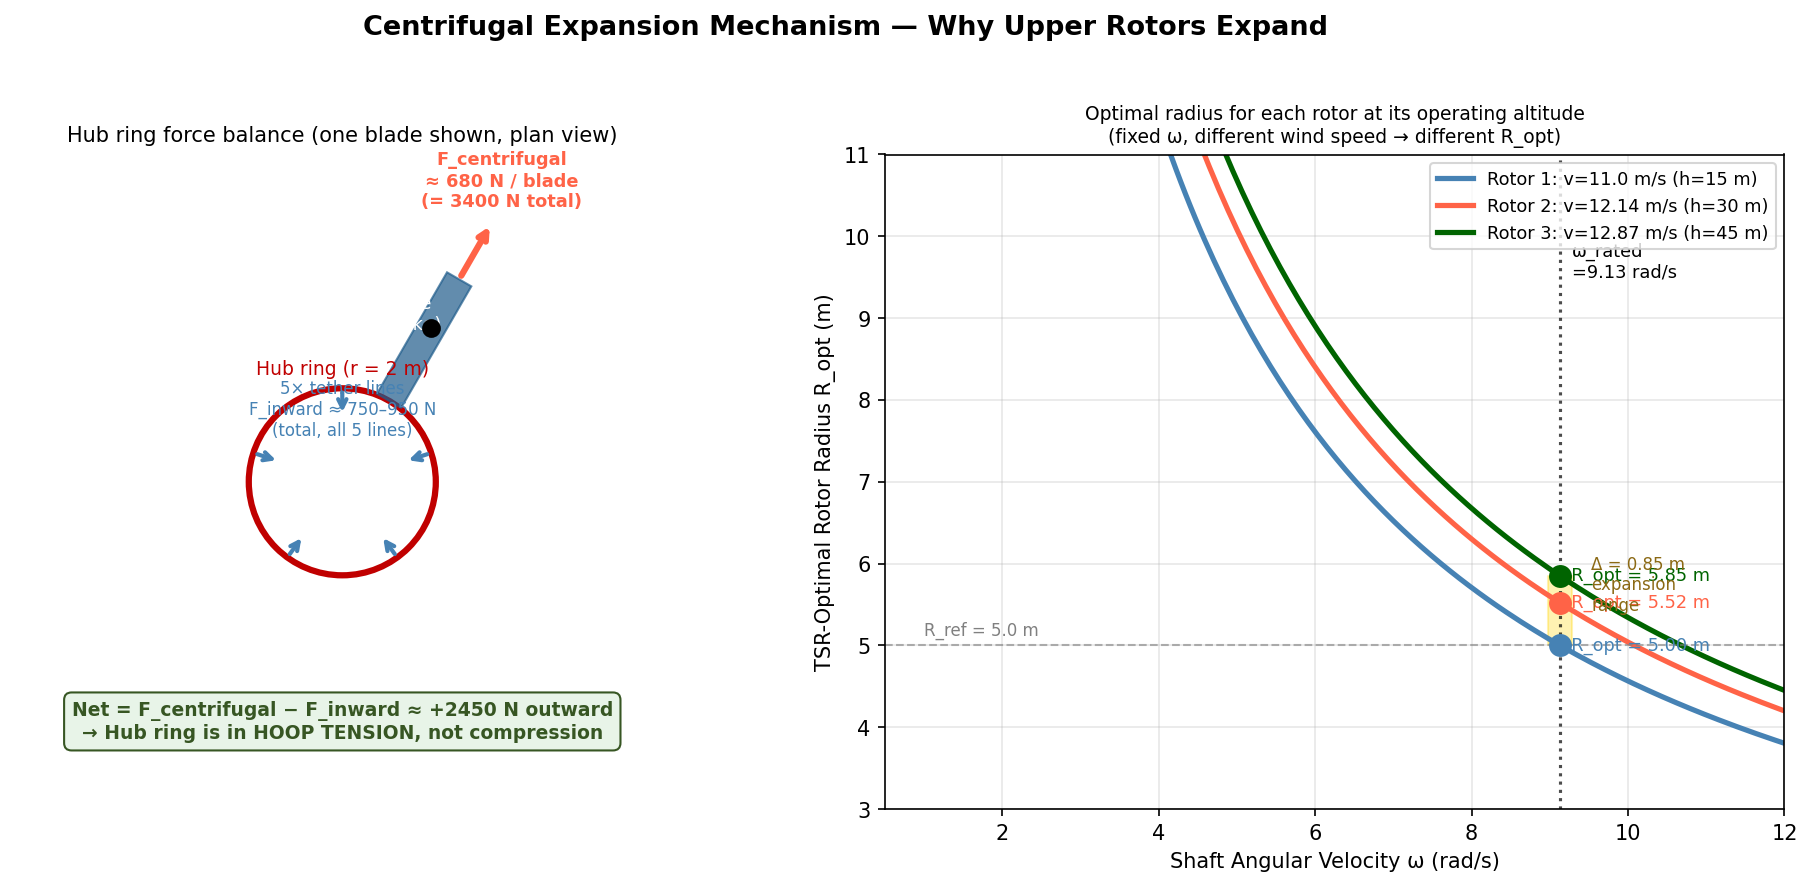 Centrifugal Expansion Mechanism — Why Upper Rotors Expand
Hub ring force balance (one blade shown, plan view)
F_centrifugal
≈ 680 N / blade
(= 3400 N total)
Hub ring (r = 2 m)
5× tether lines
F_inward ≈ 750–950 N
(total, all 5 lines)
Net = F_centrifugal − F_inward ≈ +2450 N outward
→ Hub ring is in HOOP TENSION, not compression
Optimal radius for each rotor at its operating altitude
(fixed ω, different wind speed → different R_opt)
TSR-Optimal Rotor Radius R_opt (m)
11
10
9
8
7
6
5
4
3
Rotor 1: v=11.0 m/s (h=15 m)
Rotor 2: v=12.14 m/s (h=30 m)
Rotor 3: v=12.87 m/s (h=45 m)
ω_rated
=9.13 rad/s
Δ = 0.85 m
expansion
range
R_opt = 5.85 m
R_opt = 5.52 m
R_opt = 5.00 m
R_ref = 5.0 m
2
4
6
8
10
12
Shaft Angular Velocity ω (rad/s)